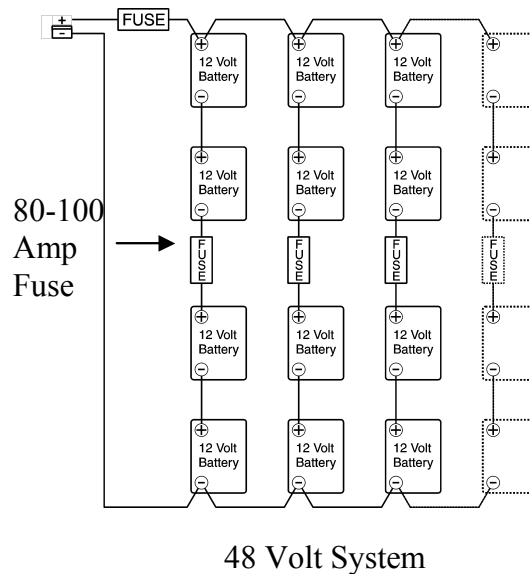 +
-
FUSE
+ + + +
12 Volt Battery 12 Volt Battery 12 Volt Battery
- - - -
+ + + +
12 Volt Battery 12 Volt Battery 12 Volt Battery
- - - -
80-100
Amp
Fuse
FUSE FUSE FUSE FUSE
+ + + +
12 Volt Battery 12 Volt Battery 12 Volt Battery
- - - -
+ + + +
12 Volt Battery 12 Volt Battery 12 Volt Battery
- - - -
48 Volt System